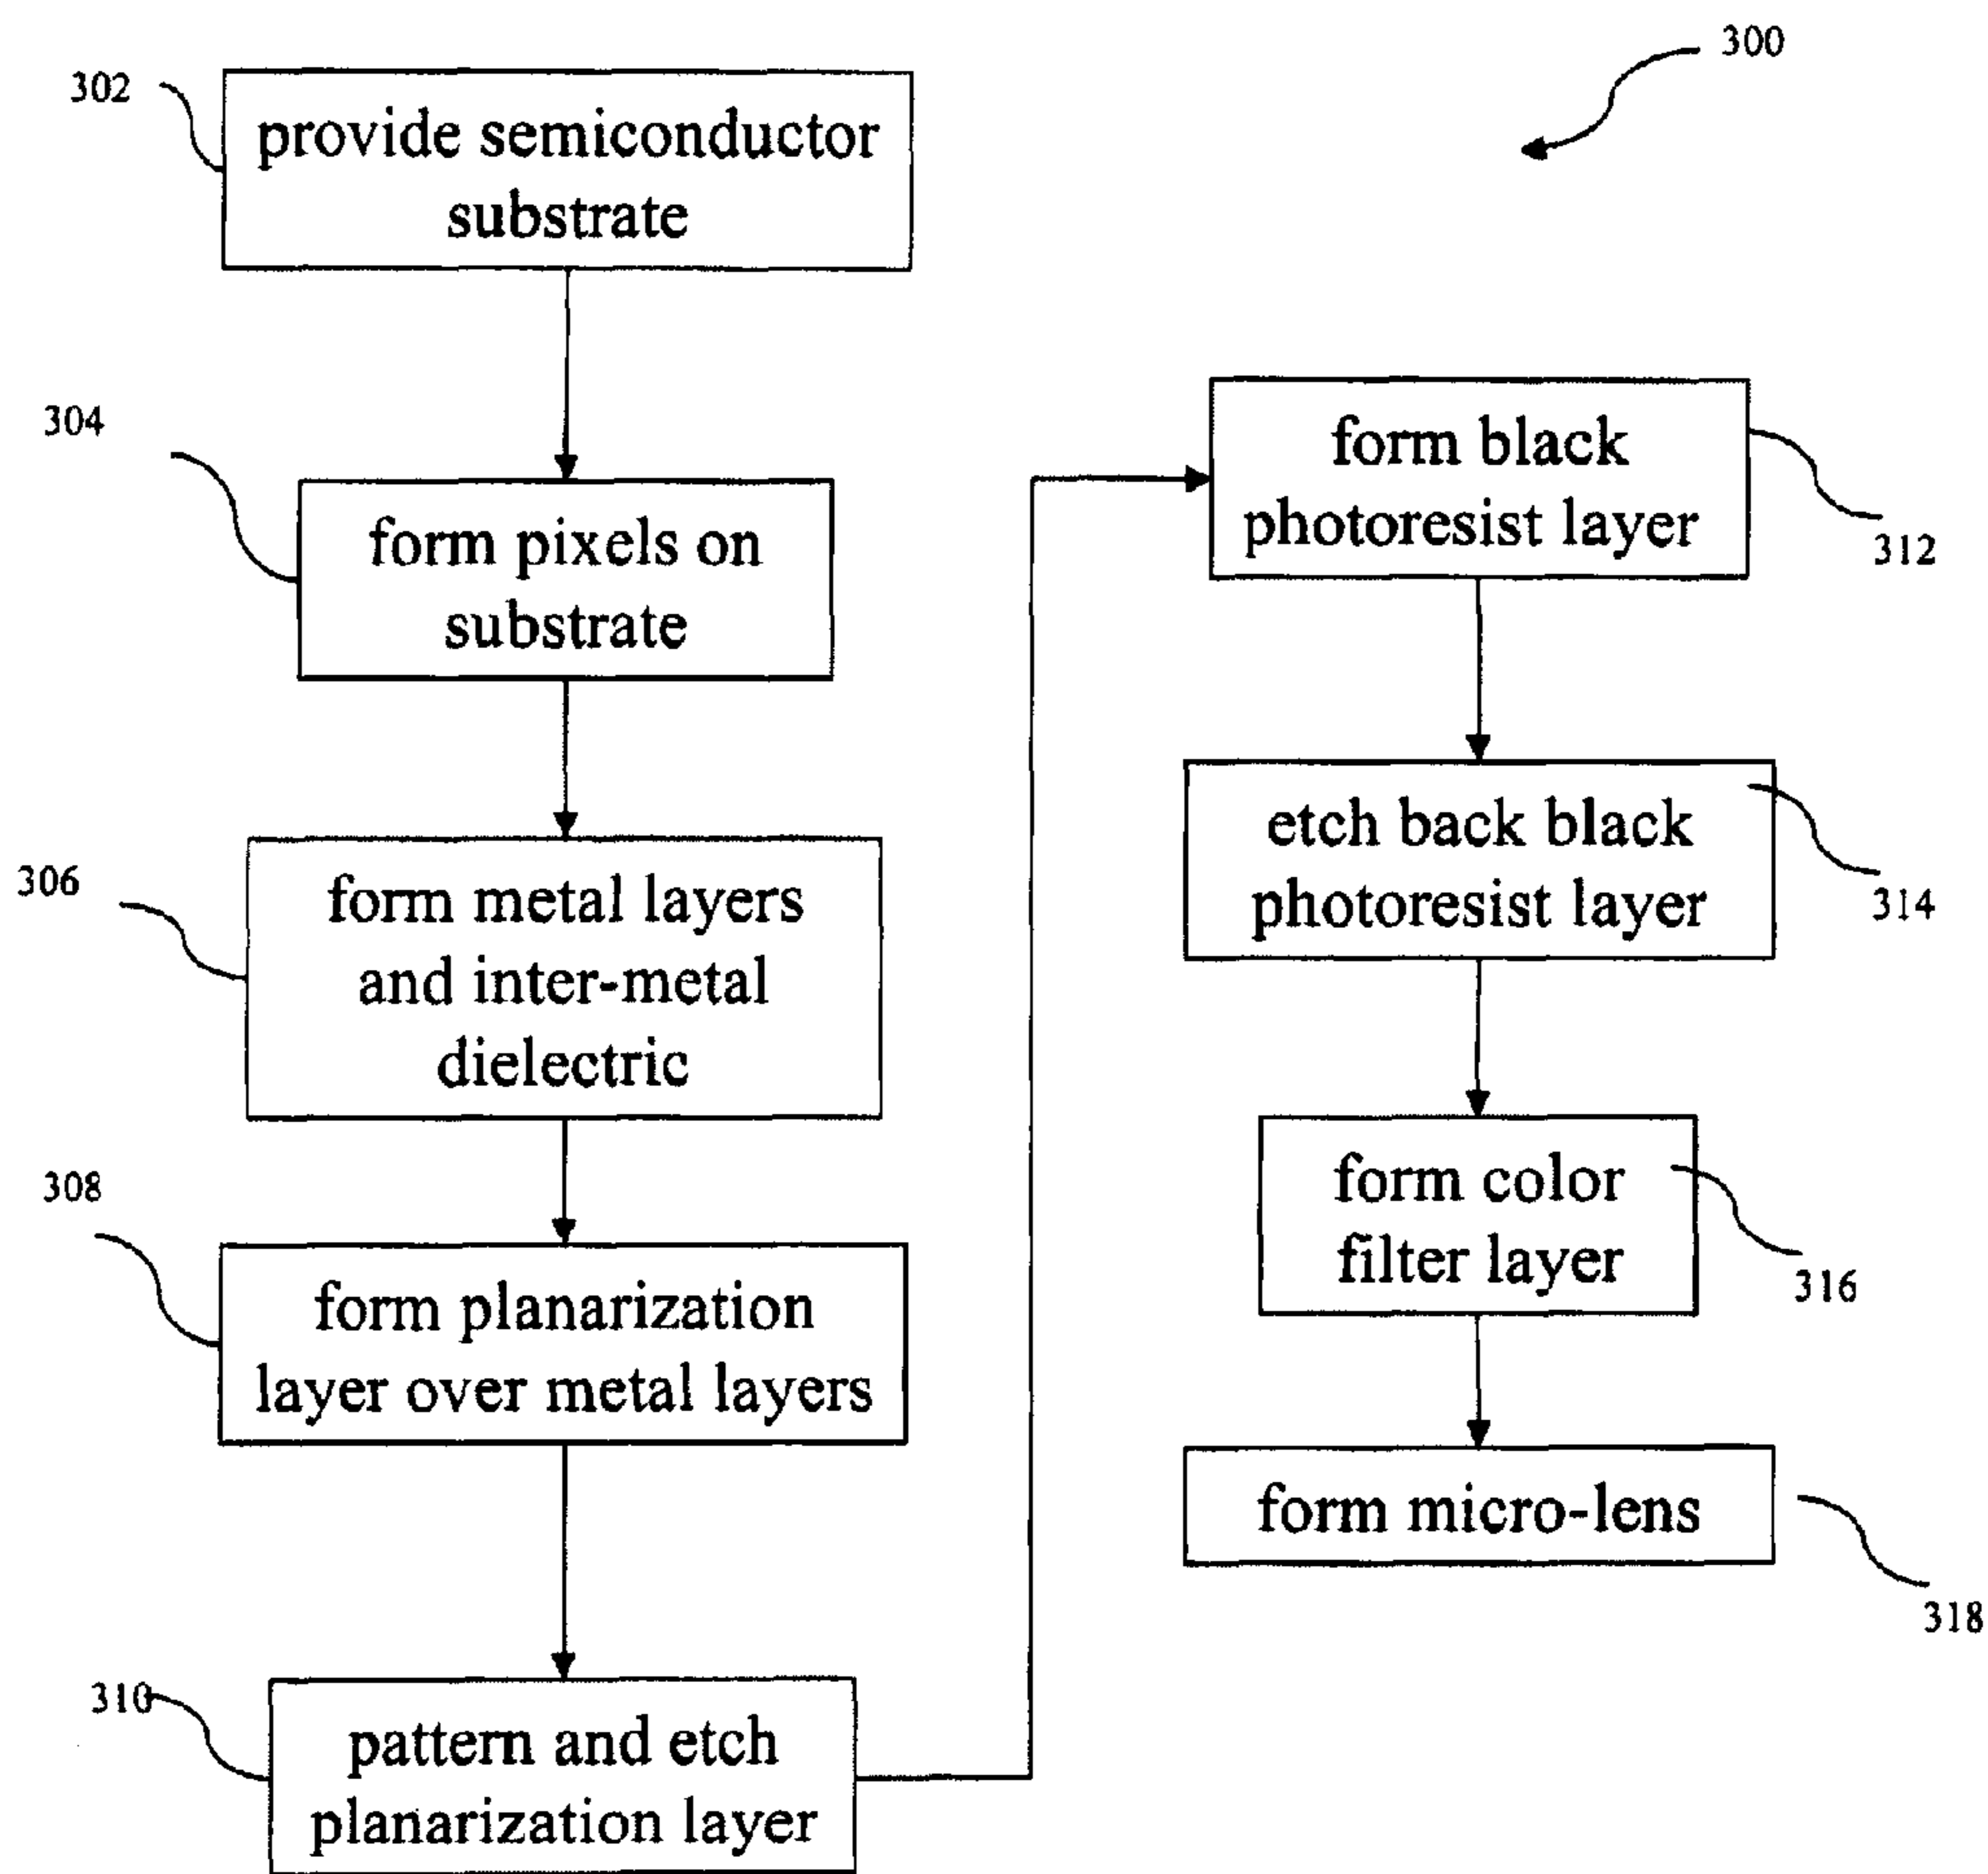 300
302
provide semiconductor
substrate
304
form pixels on
substrate
306
form metal layers
and inter-metal
dielectric
308
form planarization
layer over metal layers
310
pattern and etch
planarization layer
form black
photoresist layer
312
etch back black
photoresist layer
314
form color
filter layer
316
form micro-lens
318